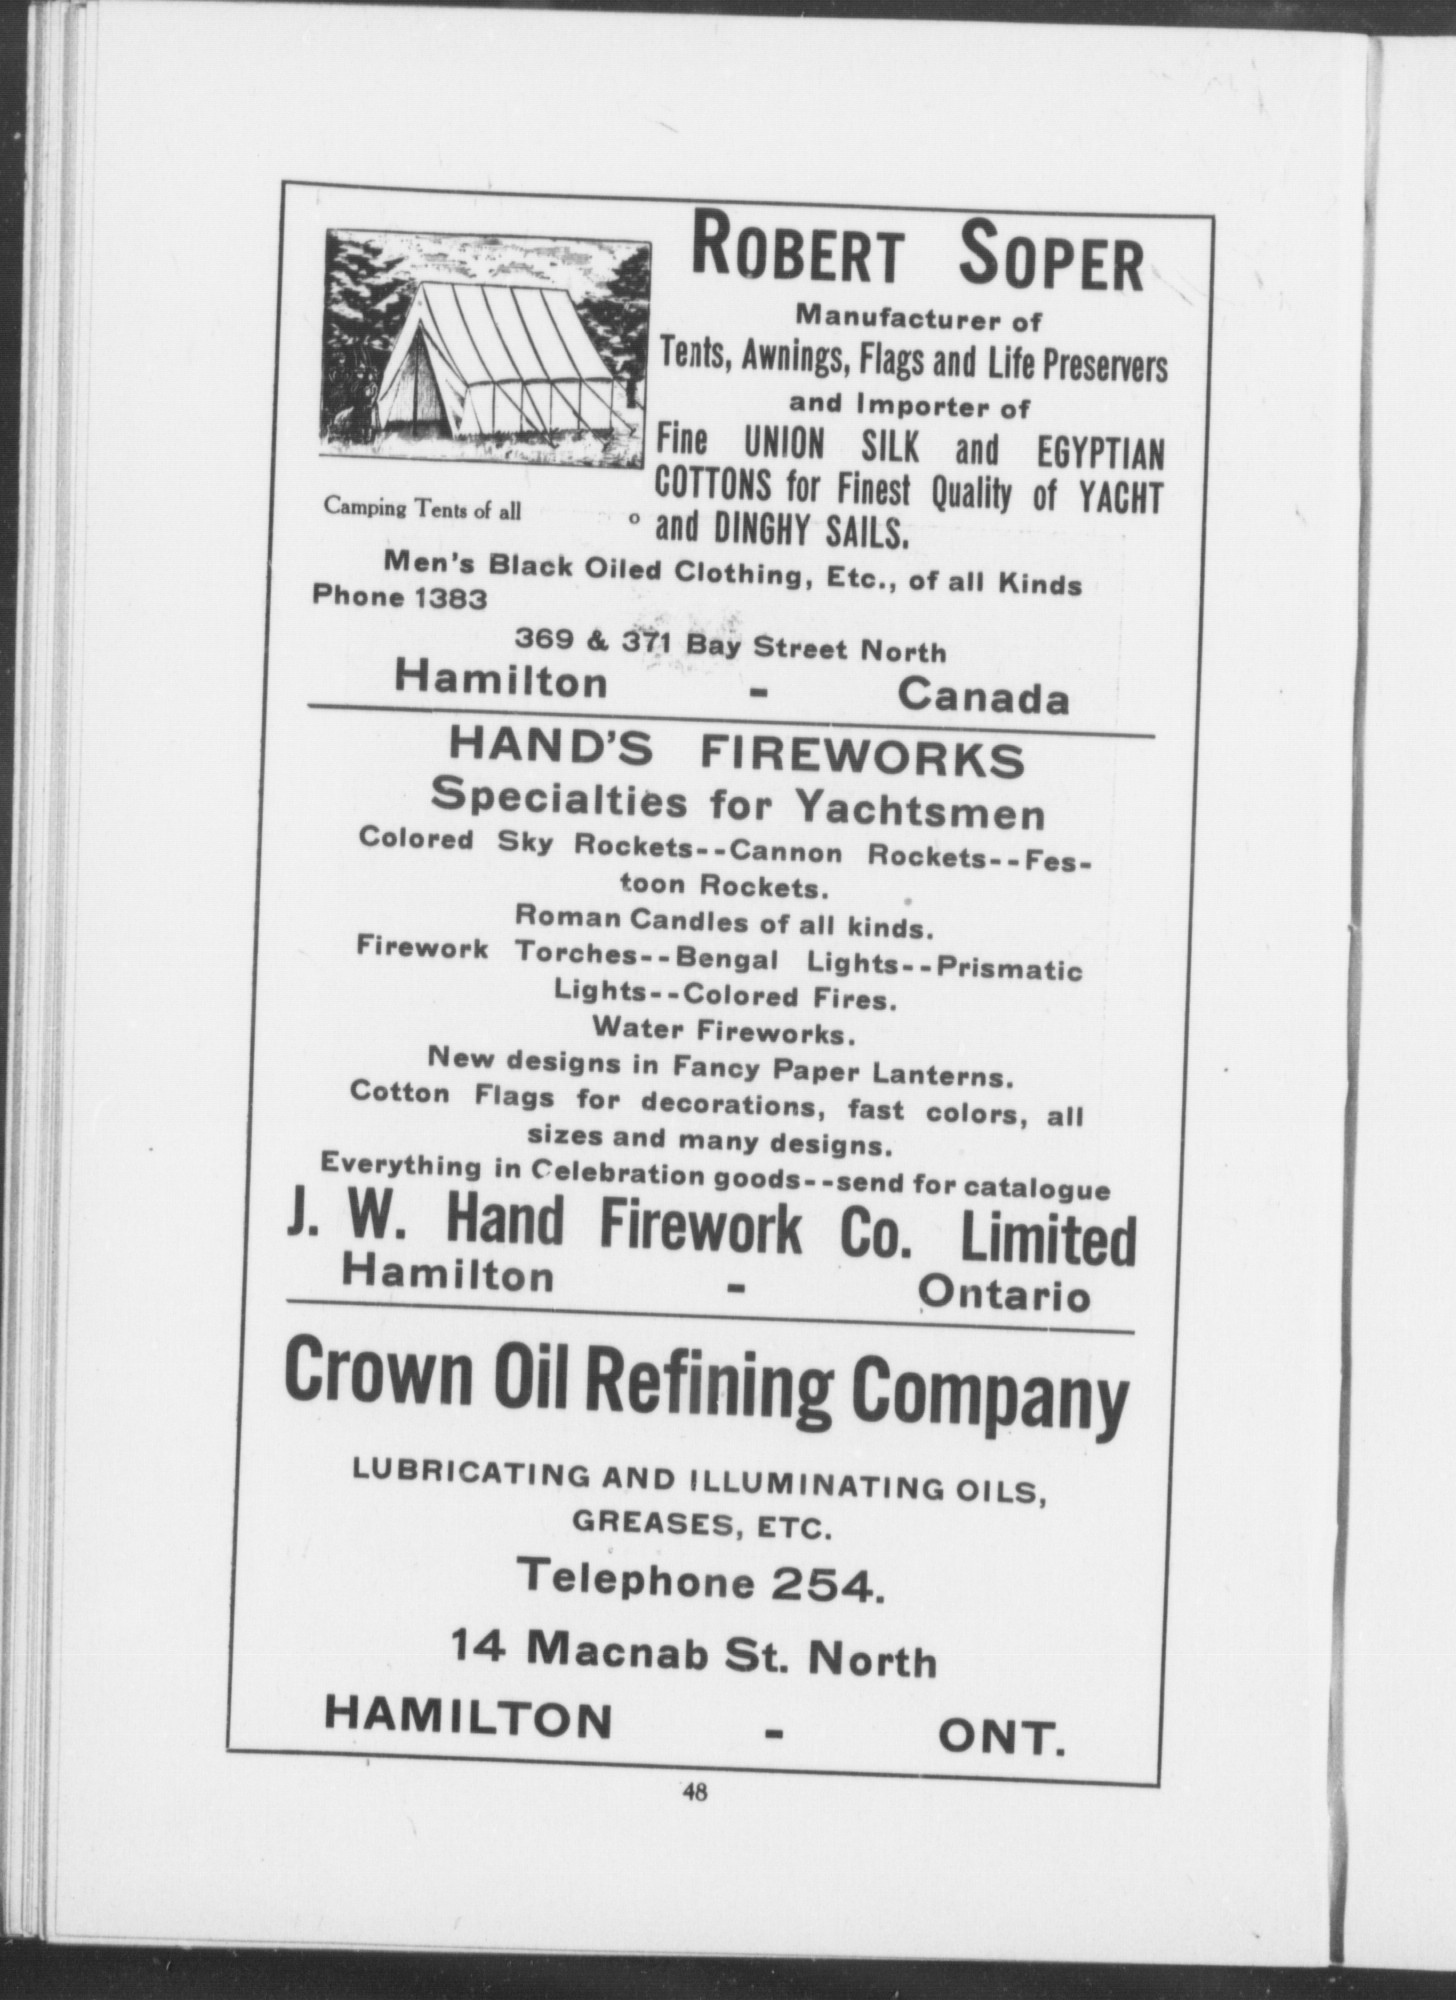 ROBERT SOPER
Manufacturer of
Tents, Awnings, Flags and Life Preservers
and Importer of
Fine UNION SILK and EGYPTIAN
COTTONS for Finest Quality of YACHT
and DINGHY SAILS.
Camping Tents of all
Men's Black Oiled Clothing, Etc., of all Kinds
Phone 1383
369 & 371 Bay Street North
Hamilton - Canada
HAND'S FIREWORKS
Specialties for Yachtsmen
Colored Sky Rockets--Cannon Rockets--Fes-
toon Rockets.
Roman Candles of all kinds.
Firework Torches--Bengal Lights--Prismatic
Lights--Colored Fires.
Water Fireworks.
New designs in Fancy Paper Lanterns.
Cotton Flags for decorations, fast colors, all
sizes and many designs.
Everything in Celebration goods--send for catalogue
J. W. Hand Firework Co. Limited
Hamilton - Ontario
Crown Oil Refining Company
LUBRICATING AND ILLUMINATING OILS,
GREASES, ETC.
Telephone 254.
14 Macnab St. North
HAMILTON - ONT.
48